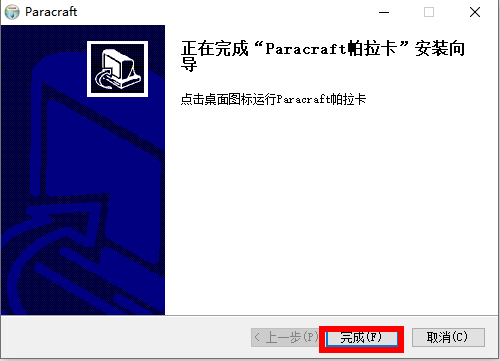 Paracraft
正在完成“Paracraft帕拉卡”安装向
导
点击桌面图标运行Paracraft帕拉卡
< 上一步(P)
完成(F)
取消(C)